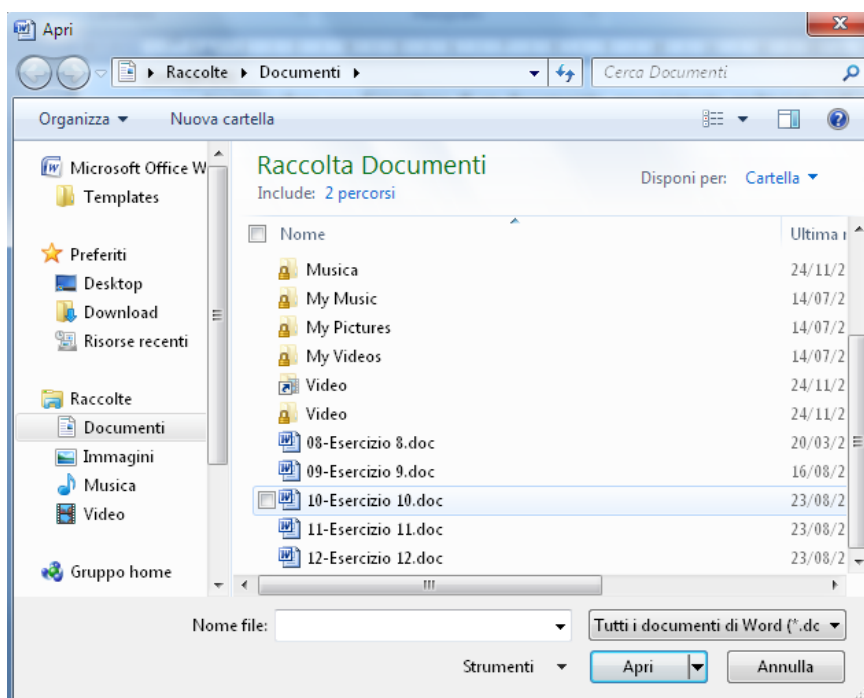 Apri
Raccolte Documenti
Cerca Documenti
Organizza Nuova cartella
Microsoft Office W
Templates
Preferiti
Desktop
Download
Risorse recenti
Raccolte
Documenti
Immagini
Musica
Video
Gruppo home
Raccolta Documenti
Include: 2 percorsi
Disponi per: Cartella
Nome Ultima
Musica 24/11/2
My Music 14/07/2
My Pictures 14/07/2
My Videos 14/07/2
Video 24/11/2
Video 24/11/2
08-Esercizio 8.doc 20/03/2
09-Esercizio 9.doc 16/08/2
10-Esercizio 10.doc 23/08/2
11-Esercizio 11.doc 23/08/2
12-Esercizio 12.doc 23/08/2
Nome file: Tutti i documenti di Word (*.dc
Strumenti Apri Annulla